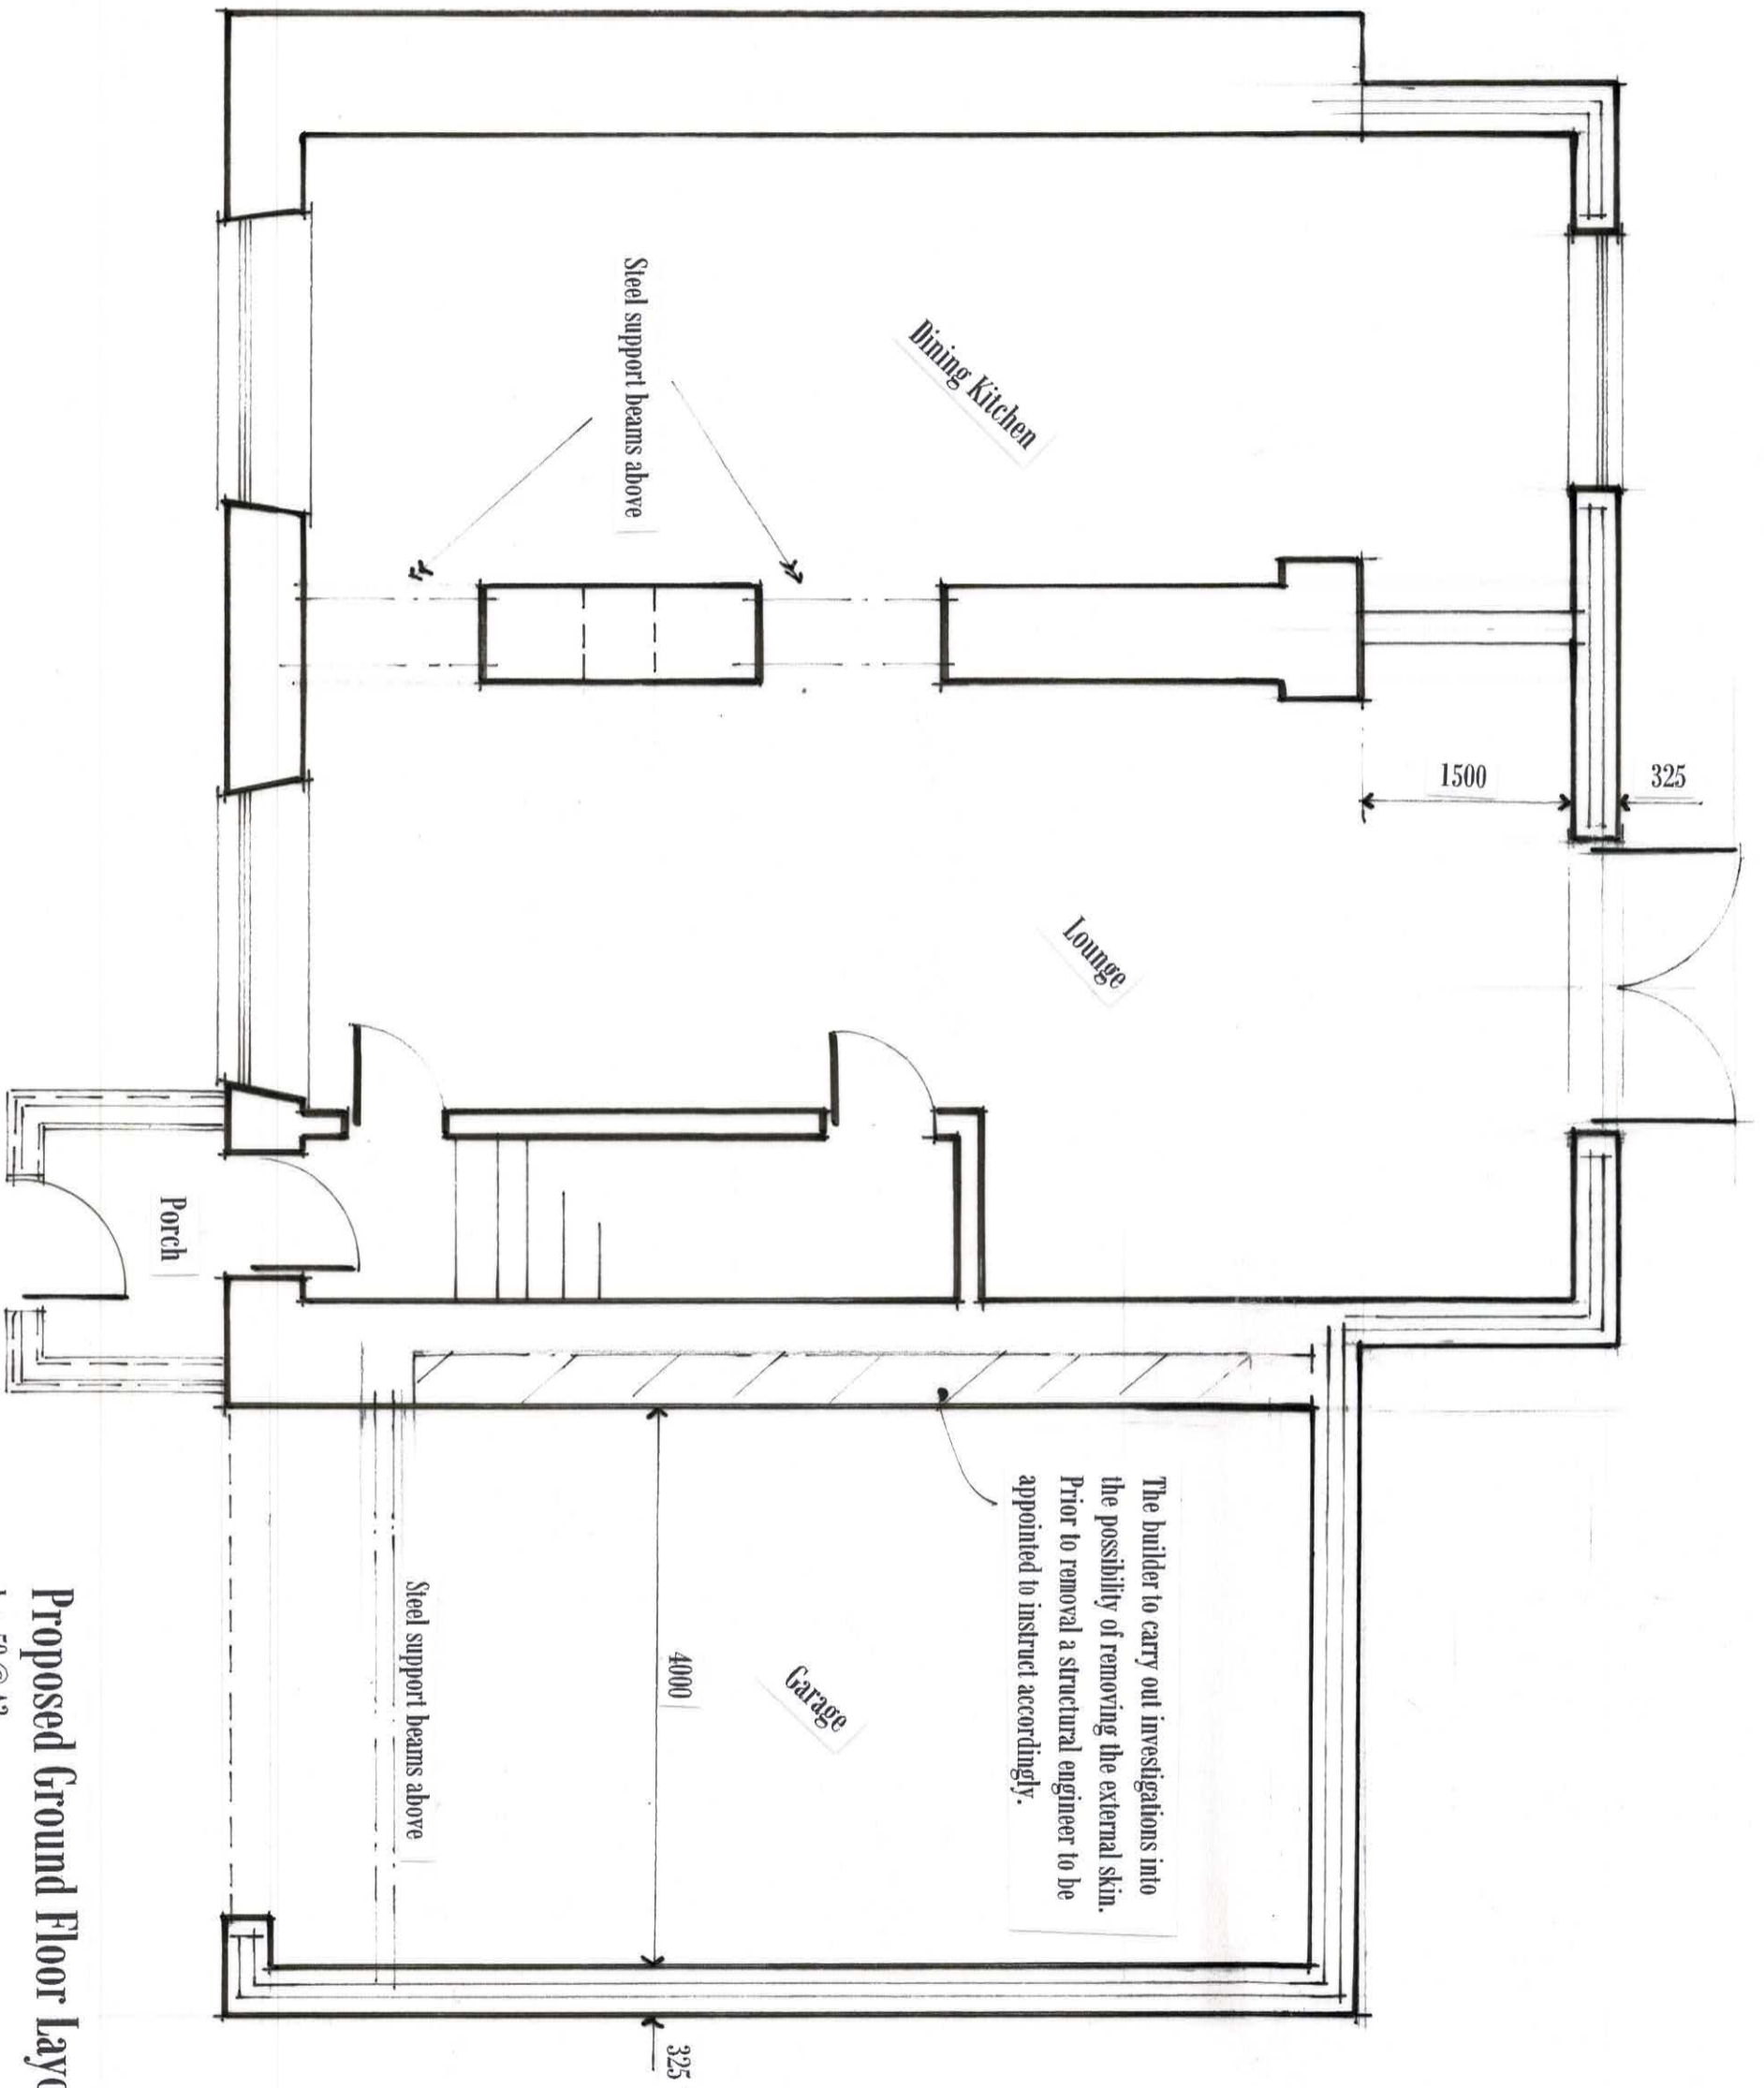 325
1500
The builder to carry out investigations into
the possibility of removing the external skin.
Prior to removal a structural engineer to be
appointed to instruct accordingly.
Lounge
Dining Kitchen
Garage
4000
325
Steel support beams above
Steel support beams above
Porch
Proposed Ground Floor Layo